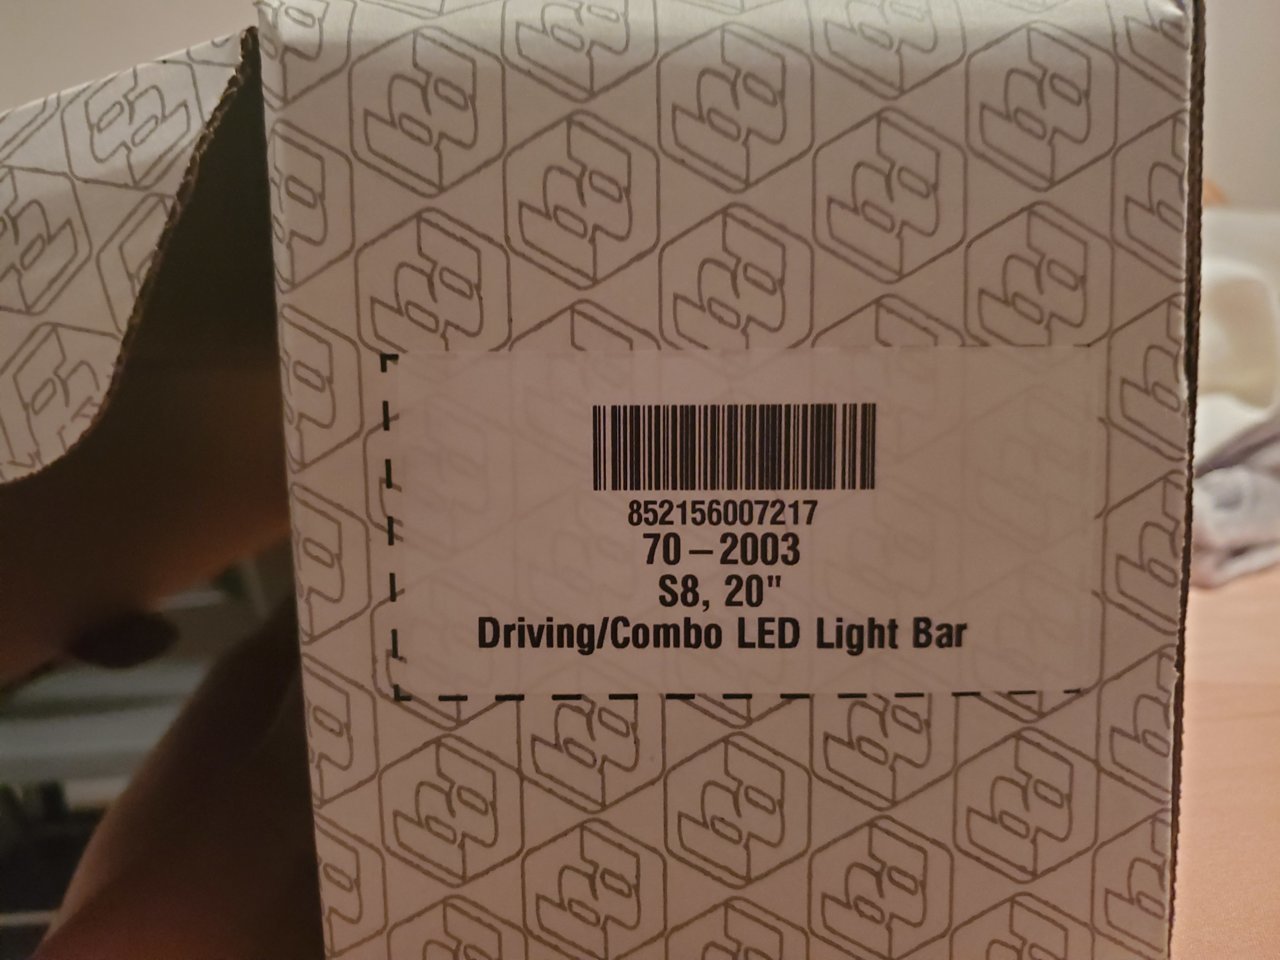 852156007217
70-2003
S8, 20"
Driving/Combo LED Light Bar